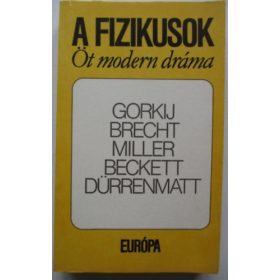 A FIZIKUSOK
Öt modern dráma
GORKIJ
BRECHT
MILLER
BECKETT
DÜRRENMATT
EURÓPA